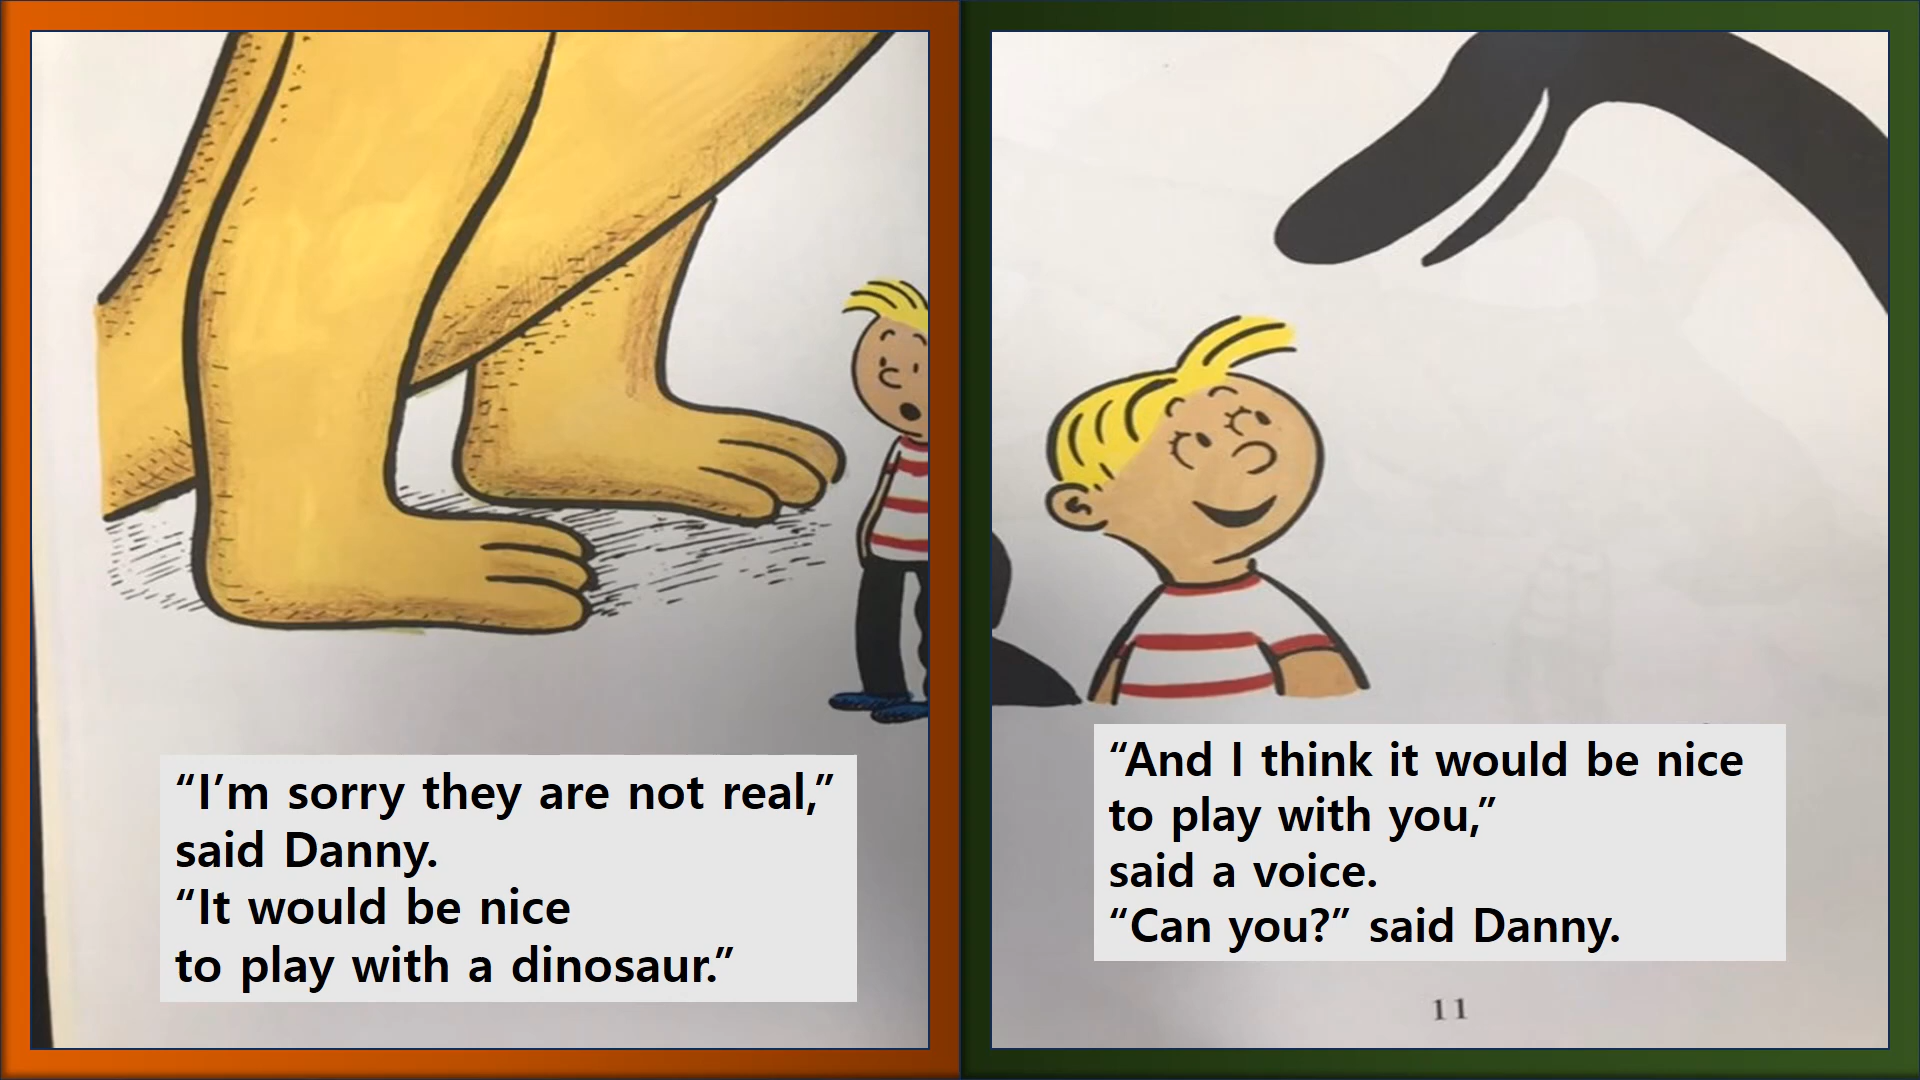 “I’m sorry they are not real,”
said Danny.
“It would be nice
to play with a dinosaur.”
“And I think it would be nice
to play with you,”
said a voice.
“Can you?” said Danny.
11